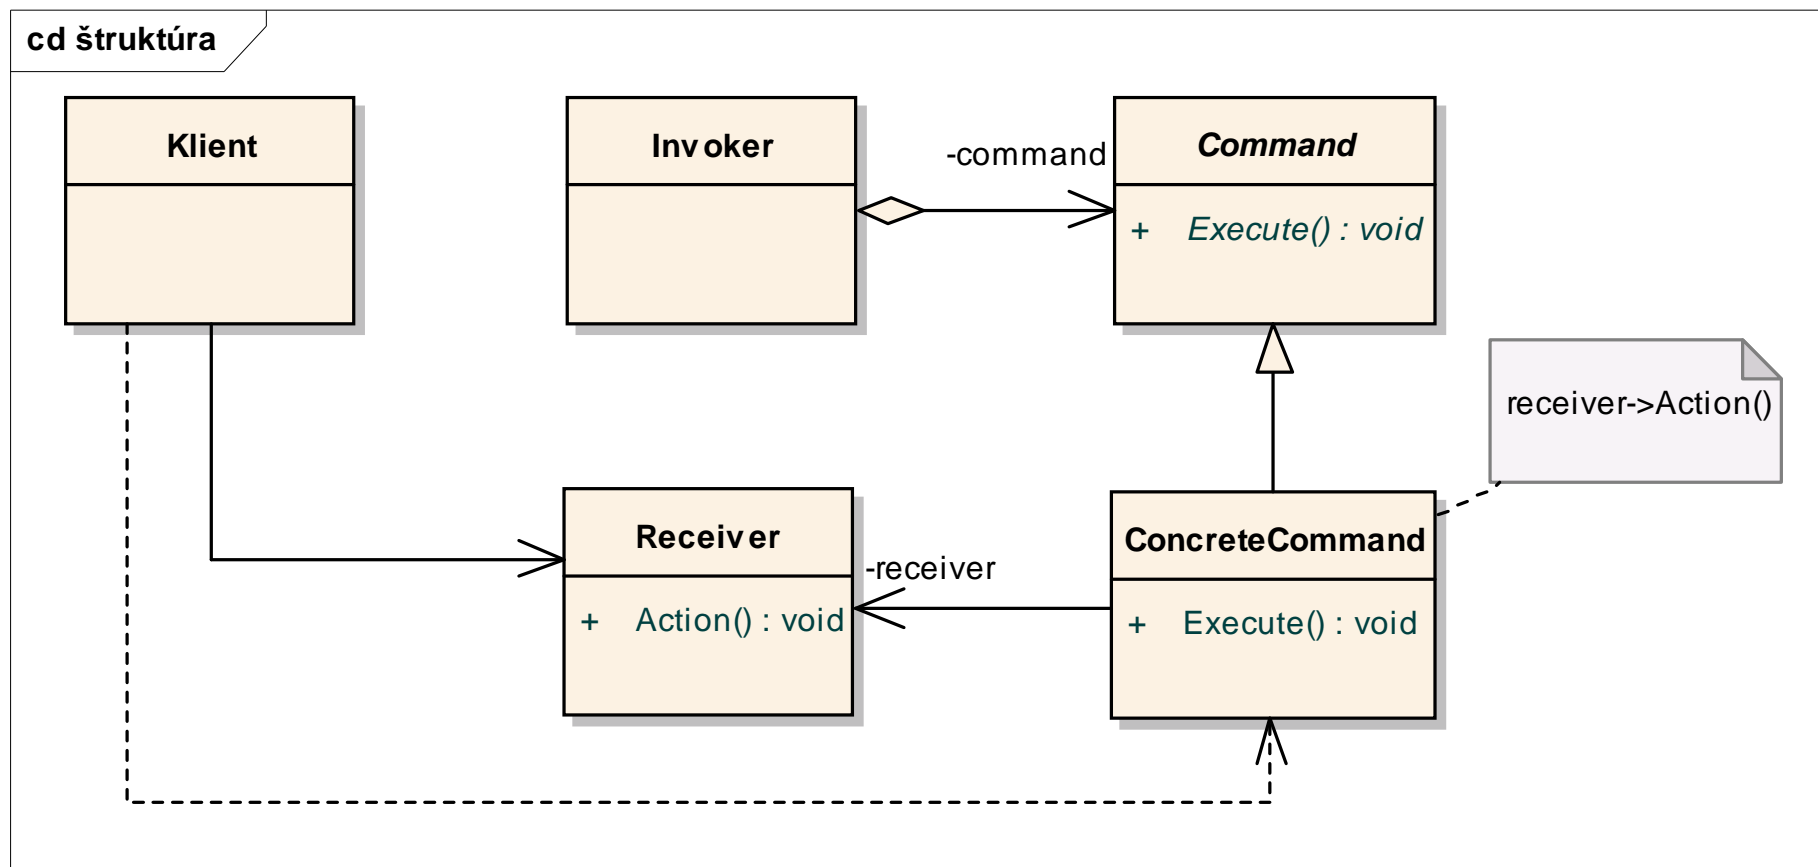 cd štruktúra
Klient
Invoker
-command
Command
+ Execute() : void
receiver->Action()
Receiver
+ Action() : void
-receiver
ConcreteCommand
+ Execute() : void